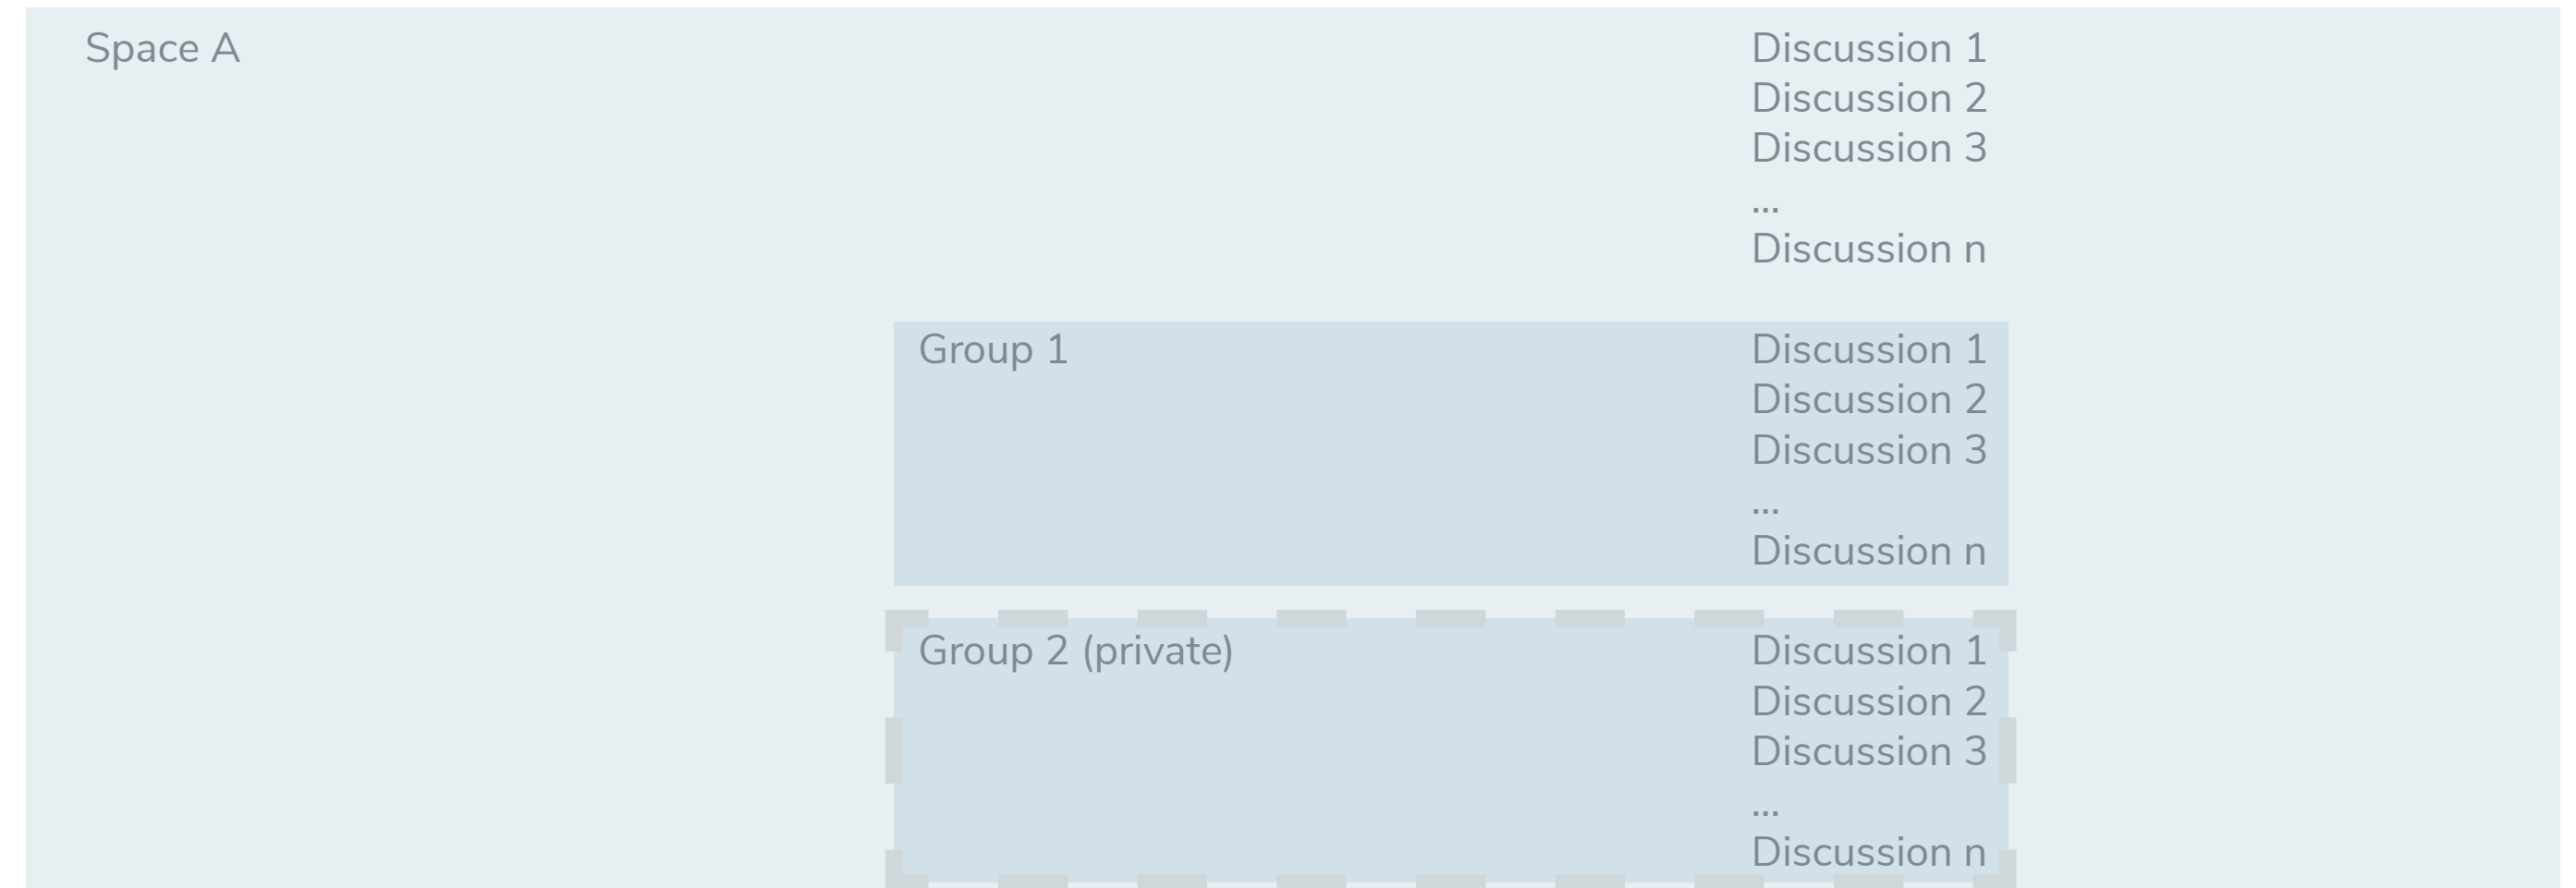 Space A
Discussion 1
Discussion 2
Discussion 3
...
Discussion n
Group 1
Discussion 1
Discussion 2
Discussion 3
...
Discussion n
Group 2 (private)
Discussion 1
Discussion 2
Discussion 3
...
Discussion n